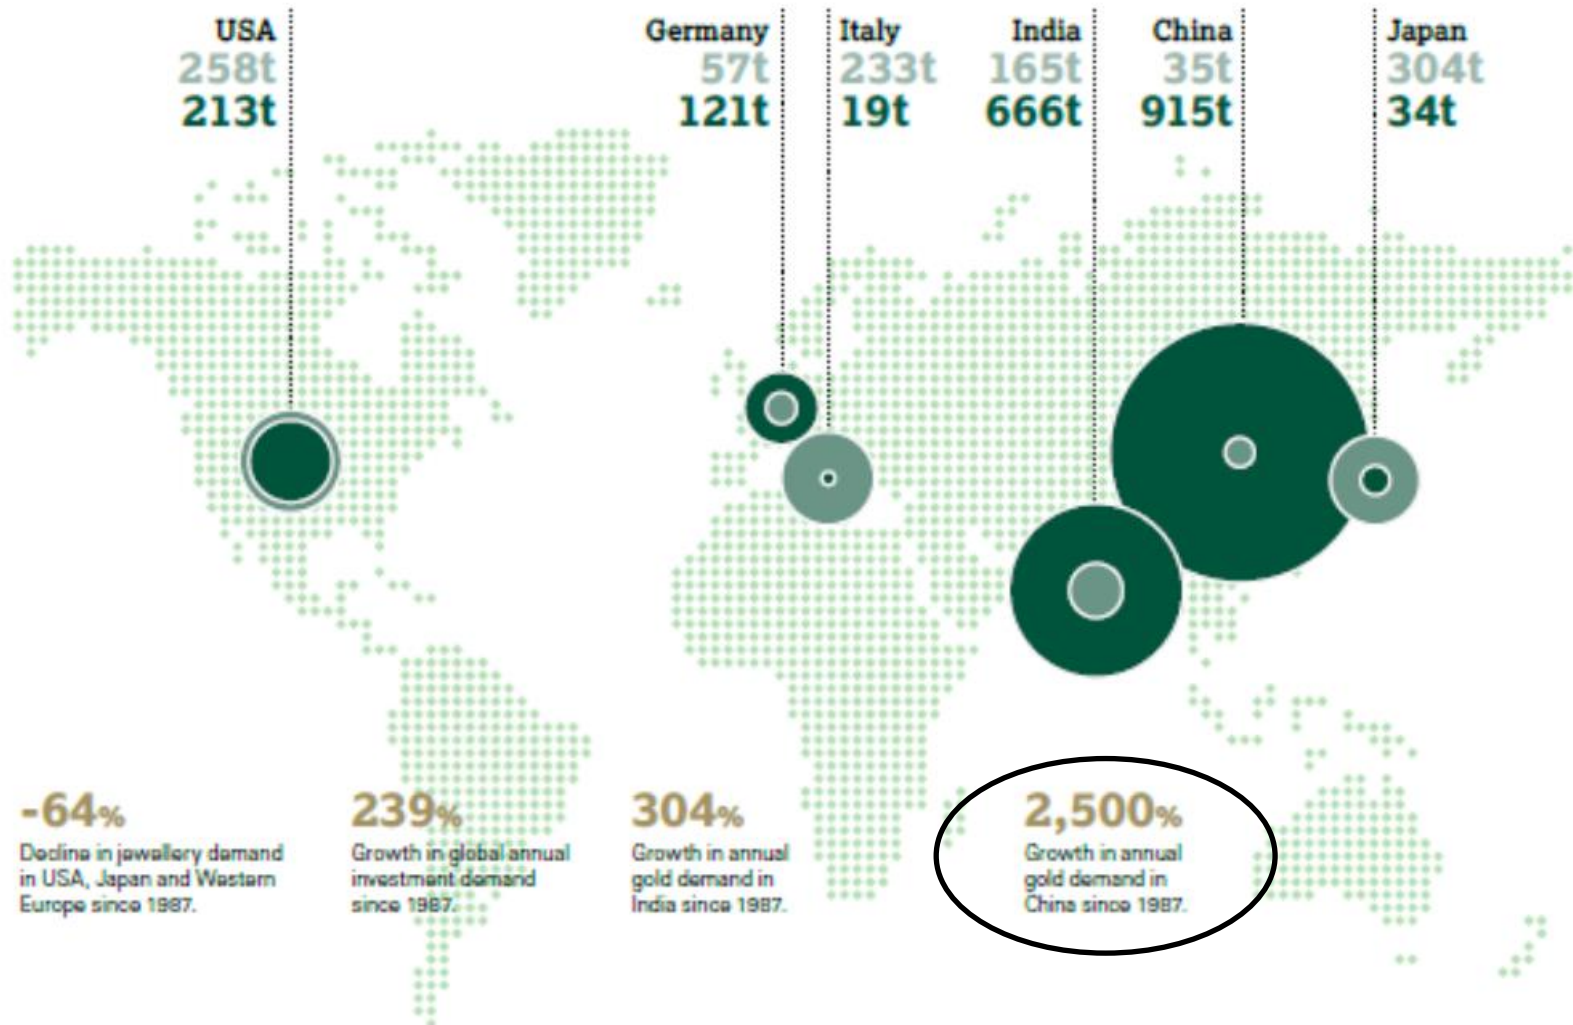 USA
258t
213t
Germany
57t
121t
Italy
233t
19t
India
165t
666t
China
35t
915t
Japan
304t
34t
-64%
Decline in jewellery demand
in USA, Japan and Western
Europe since 1987.
239%
Growth in global annual
investment demand
since 1987.
304%
Growth in annual
gold demand in
India since 1987.
2,500%
Growth in annual
gold demand in
China since 1987.